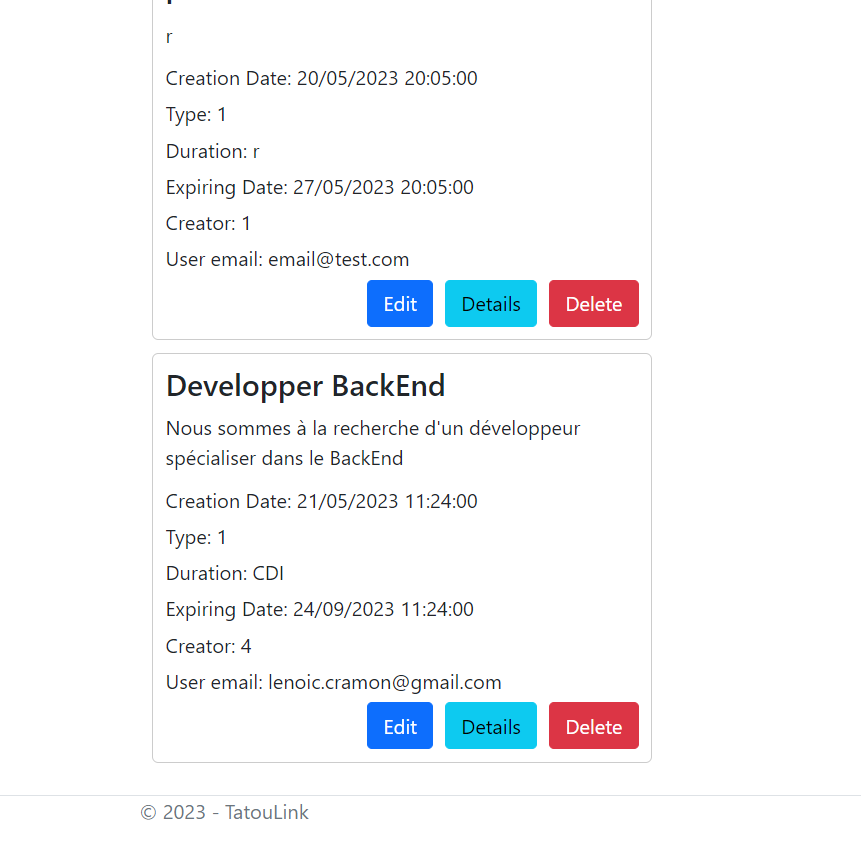 r
Creation Date: 20/05/2023 20:05:00
Type: 1
Duration: r
Expiring Date: 27/05/2023 20:05:00
Creator: 1
User email: email@test.com
Edit Details Delete
Developper BackEnd
Nous sommes à la recherche d'un développeur
spécialiser dans le BackEnd
Creation Date: 21/05/2023 11:24:00
Type: 1
Duration: CDI
Expiring Date: 24/09/2023 11:24:00
Creator: 4
User email: lenoic.cramon@gmail.com
Edit Details Delete
© 2023 - TatouLink